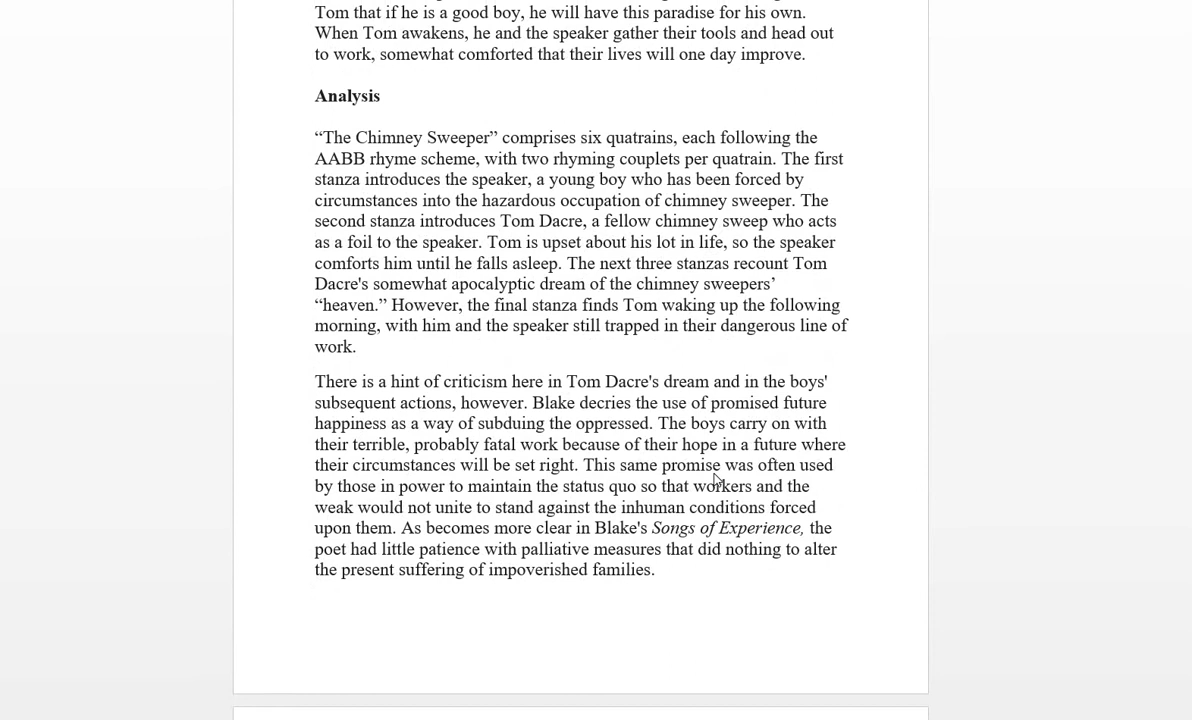 Tom that if he is a good boy, he will have this paradise for his own.
When Tom awakens, he and the speaker gather their tools and head out
to work, somewhat comforted that their lives will one day improve.
Analysis
“The Chimney Sweeper” comprises six quatrains, each following the
AABB rhyme scheme, with two rhyming couplets per quatrain. The first
stanza introduces the speaker, a young boy who has been forced by
circumstances into the hazardous occupation of chimney sweeper. The
second stanza introduces Tom Dacre, a fellow chimney sweep who acts
as a foil to the speaker. Tom is upset about his lot in life, so the speaker
comforts him until he falls asleep. The next three stanzas recount Tom
Dacre's somewhat apocalyptic dream of the chimney sweepers’
“heaven.” However, the final stanza finds Tom waking up the following
morning, with him and the speaker still trapped in their dangerous line of
work.
There is a hint of criticism here in Tom Dacre's dream and in the boys'
subsequent actions, however. Blake decries the use of promised future
happiness as a way of subduing the oppressed. The boys carry on with
their terrible, probably fatal work because of their hope in a future where
their circumstances will be set right. This same promise was often used
by those in power to maintain the status quo so that workers and the
weak would not unite to stand against the inhuman conditions forced
upon them. As becomes more clear in Blake's Songs of Experience, the
poet had little patience with palliative measures that did nothing to alter
the present suffering of impoverished families.